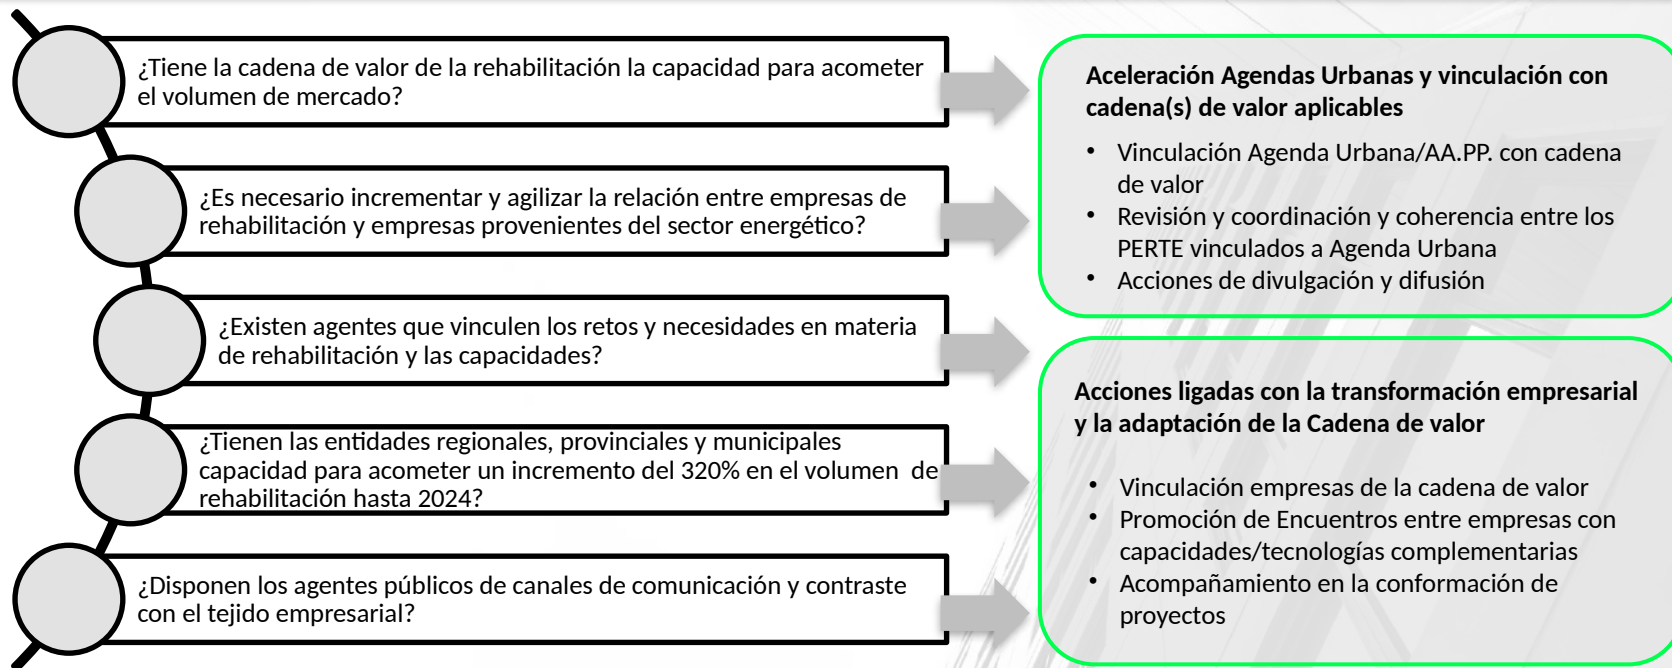 ¿Tiene la cadena de valor de la rehabilitación la capacidad para acometer
el volumen de mercado?
¿Es necesario incrementar y agilizar la relación entre empresas de
rehabilitación y empresas provenientes del sector energético?
¿Existen agentes que vinculen los retos y necesidades en materia
de rehabilitación y las capacidades?
¿Tienen las entidades regionales, provinciales y municipales
capacidad para acometer un incremento del 320% en el volumen de
rehabilitación hasta 2024?
¿Disponen los agentes públicos de canales de comunicación y contraste
con el tejido empresarial?
Aceleración Agendas Urbanas y vinculación con
cadena(s) de valor aplicables
• Vinculación Agenda Urbana/AA.PP. con cadena
de valor
• Revisión y coordinación y coherencia entre los
PERTE vinculados a Agenda Urbana
• Acciones de divulgación y difusión
Acciones ligadas con la transformación empresarial
y la adaptación de la Cadena de valor
• Vinculación empresas de la cadena de valor
• Promoción de Encuentros entre empresas con
capacidades/tecnologías complementarias
• Acompañamiento en la conformación de
proyectos